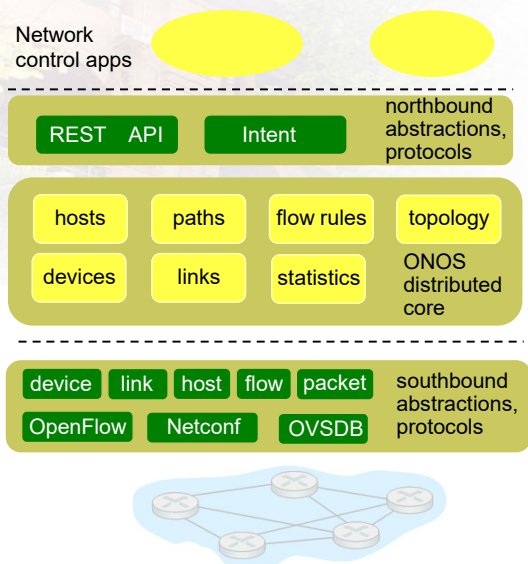 Network
control apps
REST API
Intent
northbound
abstractions,
protocols
hosts
paths
flow rules
topology
devices
links
statistics
ONOS
distributed
core
device
link
host
flow
packet
southbound
abstractions,
protocols
OpenFlow
Netconf
OVSDB